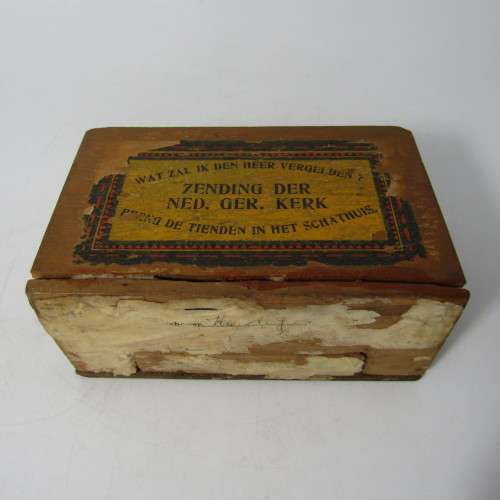 WAT ZAL IK DEN HEER VERGELDEN?
ZENDING DER
NED. GER. KERK
BRENG DE TIENDEN IN HET SCHATHUIS.